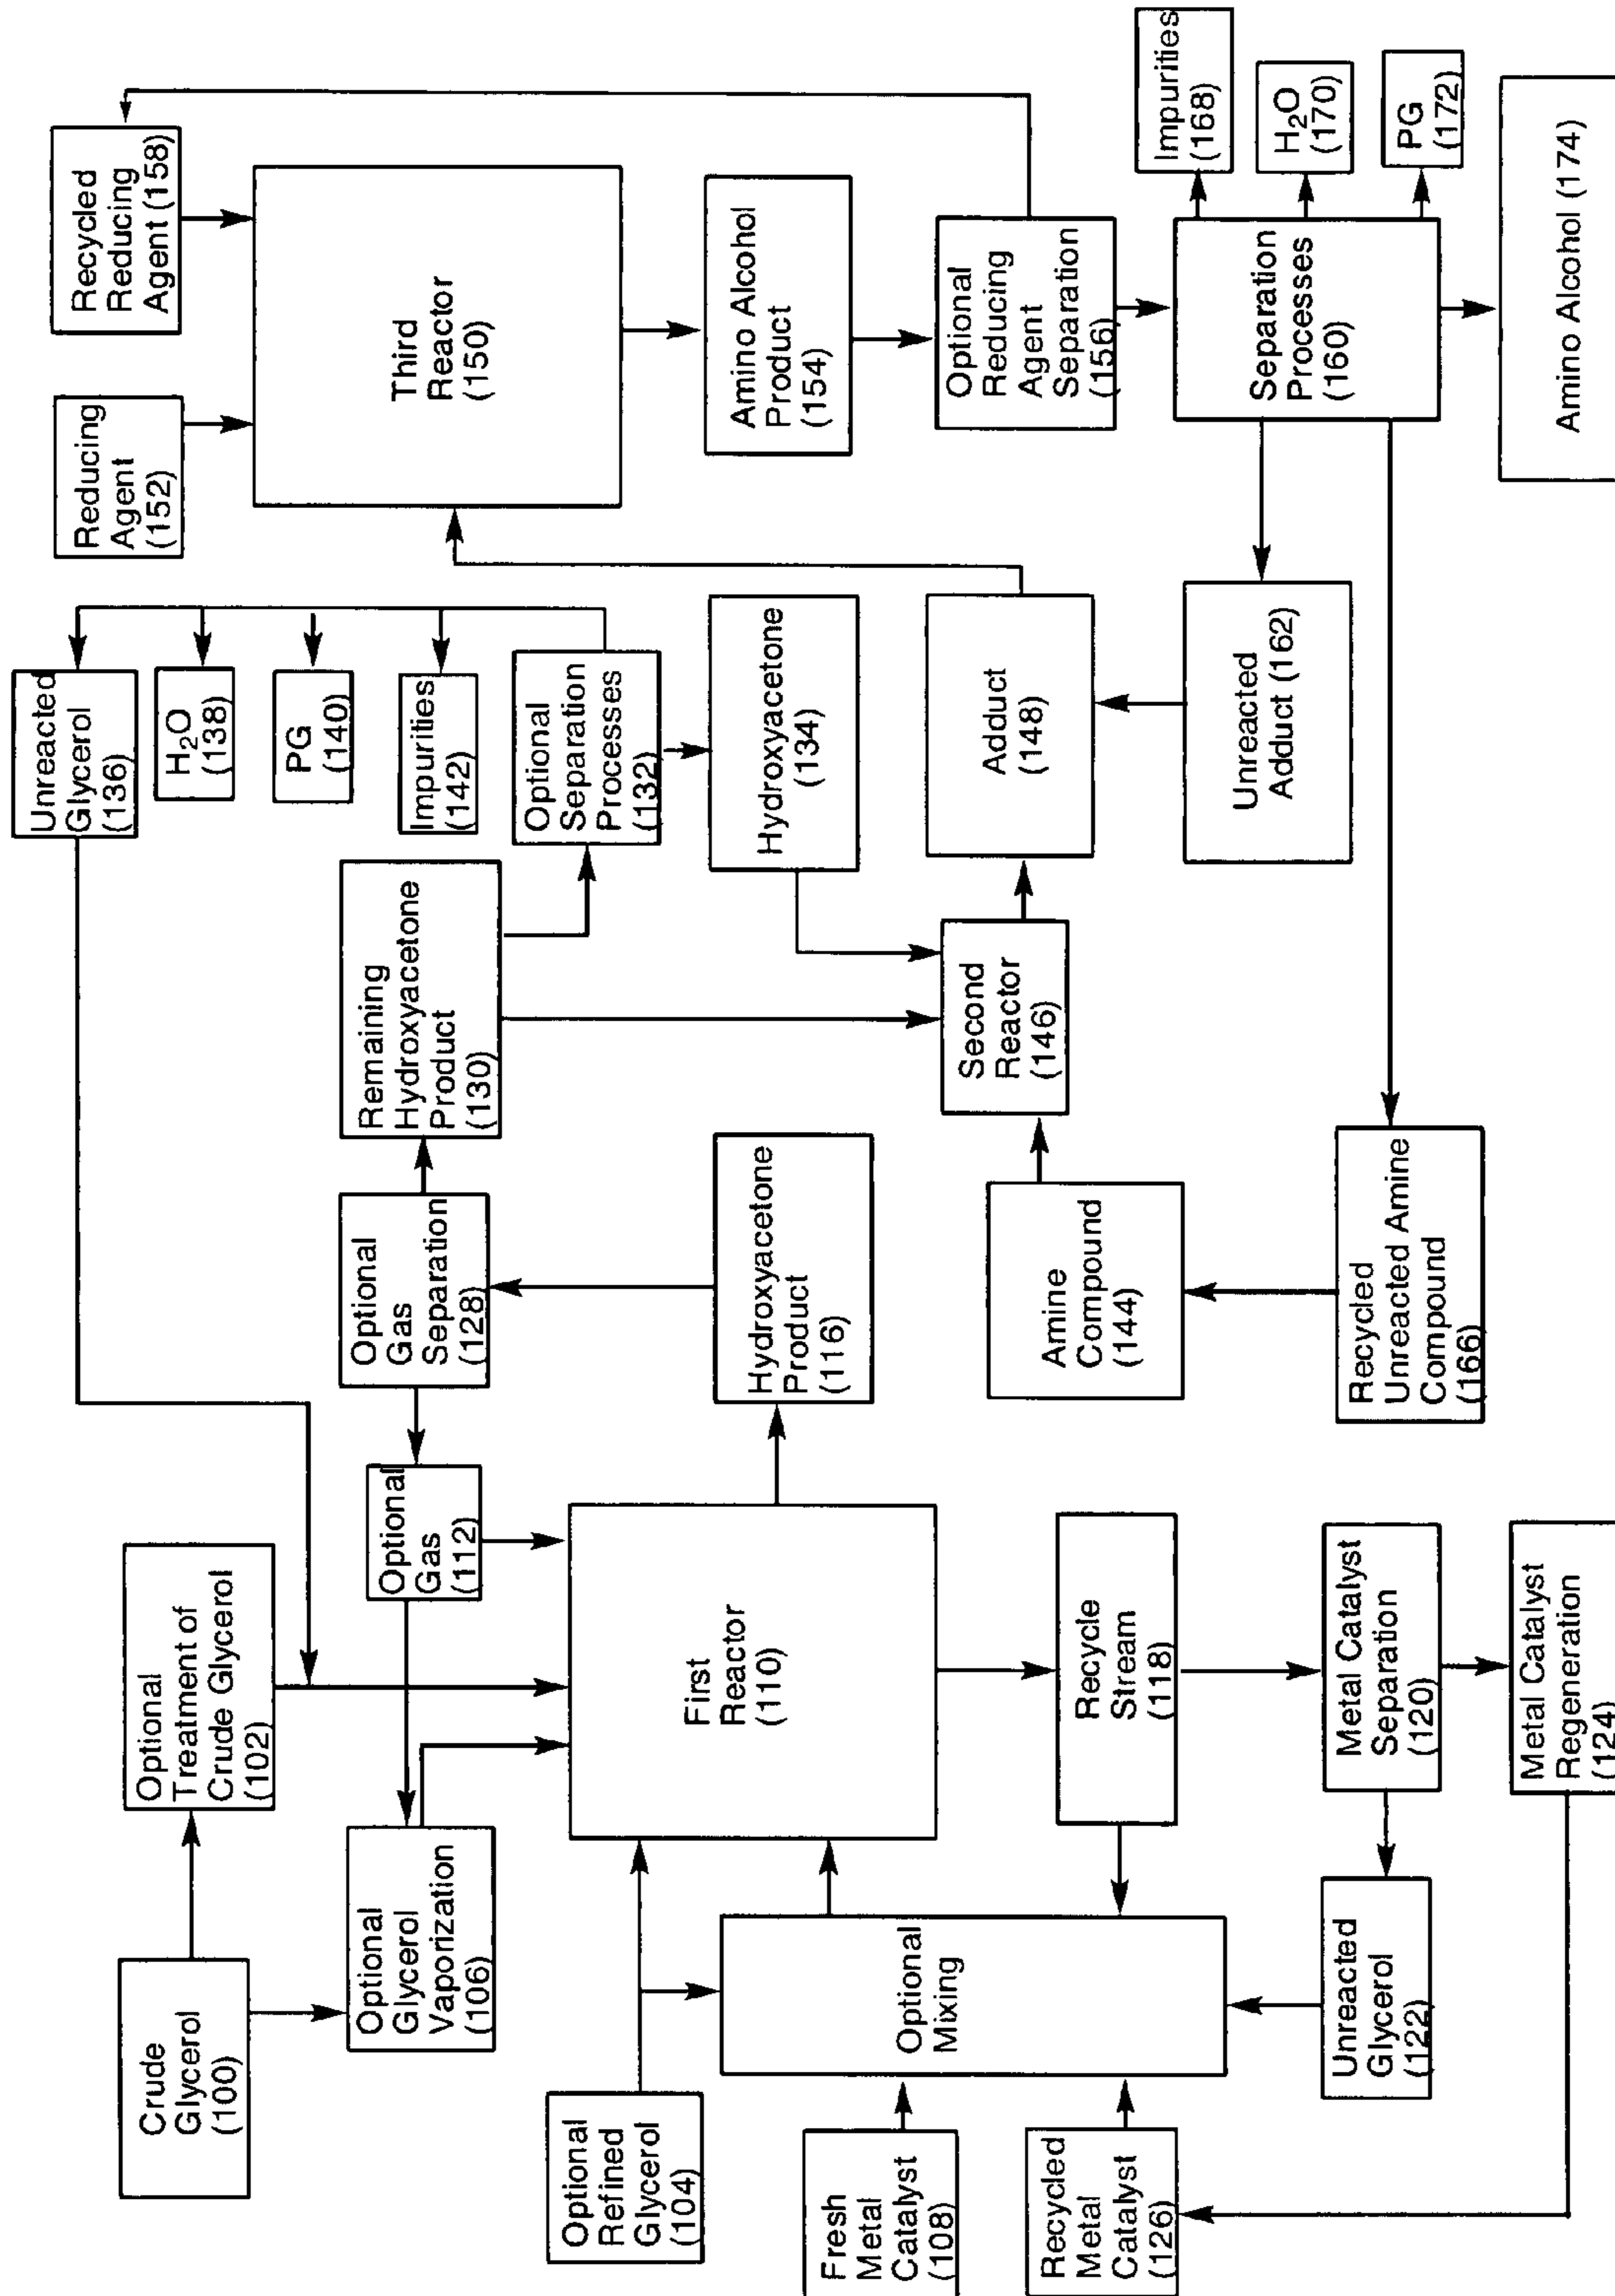 Crude
Glycerol
(100)
Optional
Treatment of
Crude Glycerol
(102)
Optional
Glycerol
Vaporization
(106)
Optional
Refined
Glycerol
(104)
Fresh
Metal
Catalyst
(108)
Recycled
Metal
Catalyst
(126)
Optional
Mixing
Optional
Gas
(112)
First
Reactor
(110)
Recycle
Stream
(118)
Metal Catalyst
Separation
(120)
Unreacted
Glycerol
(122)
Metal Catalyst
Regeneration
(124)
Optional
Gas
Separation
(128)
Hydroxyacetone
Product
(116)
Remaining
Hydroxyacetone
Product
(130)
Amine
Compound
(144)
Recycled
Unreacted Amine
Compound
(166)
Unreacted
Glycerol
(136)
H2O
(138)
PG
(140)
Impurities
(142)
Optional
Separation
Processes
(132)
Hydroxyacetone
(134)
Second
Reactor
(146)
Adduct
(148)
Unreacted
Adduct (162)
Reducing
Agent
(152)
Recycled
Reducing
Agent (158)
Third
Reactor
(150)
Amino Alcohol
Product
(154)
Optional
Reducing
Agent
Separation
(156)
Separation
Processes
(160)
Impurities
(168)
H2O
(170)
PG
(172)
Amino Alcohol (174)